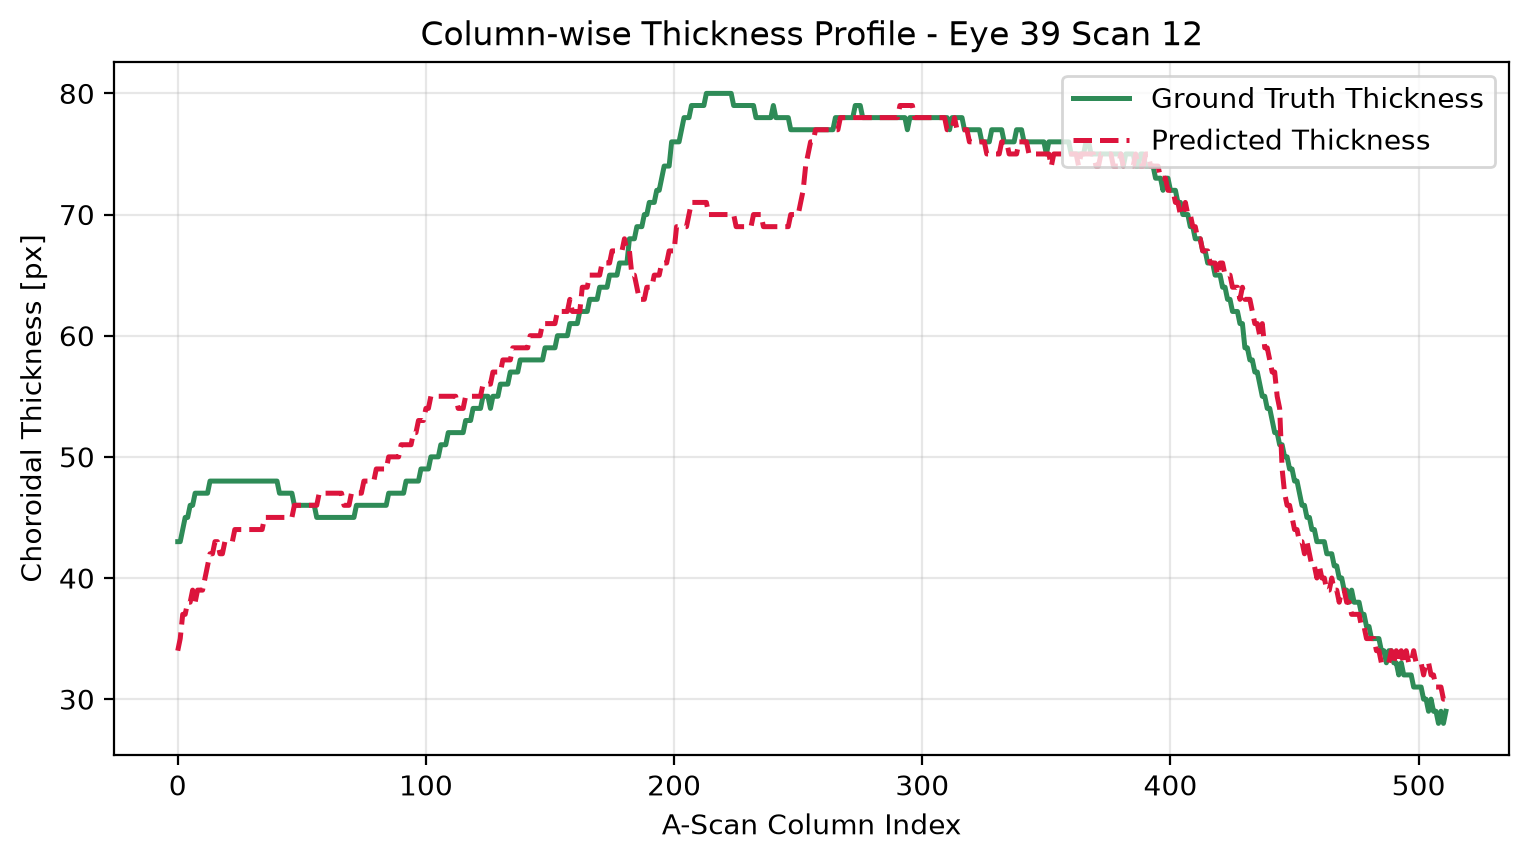 Column-wise Thickness Profile - Eye 39 Scan 12
Ground Truth Thickness
Predicted Thickness
Choroidal Thickness [px]
80
70
60
50
40
30
0 100 200 300 400 500
A-Scan Column Index